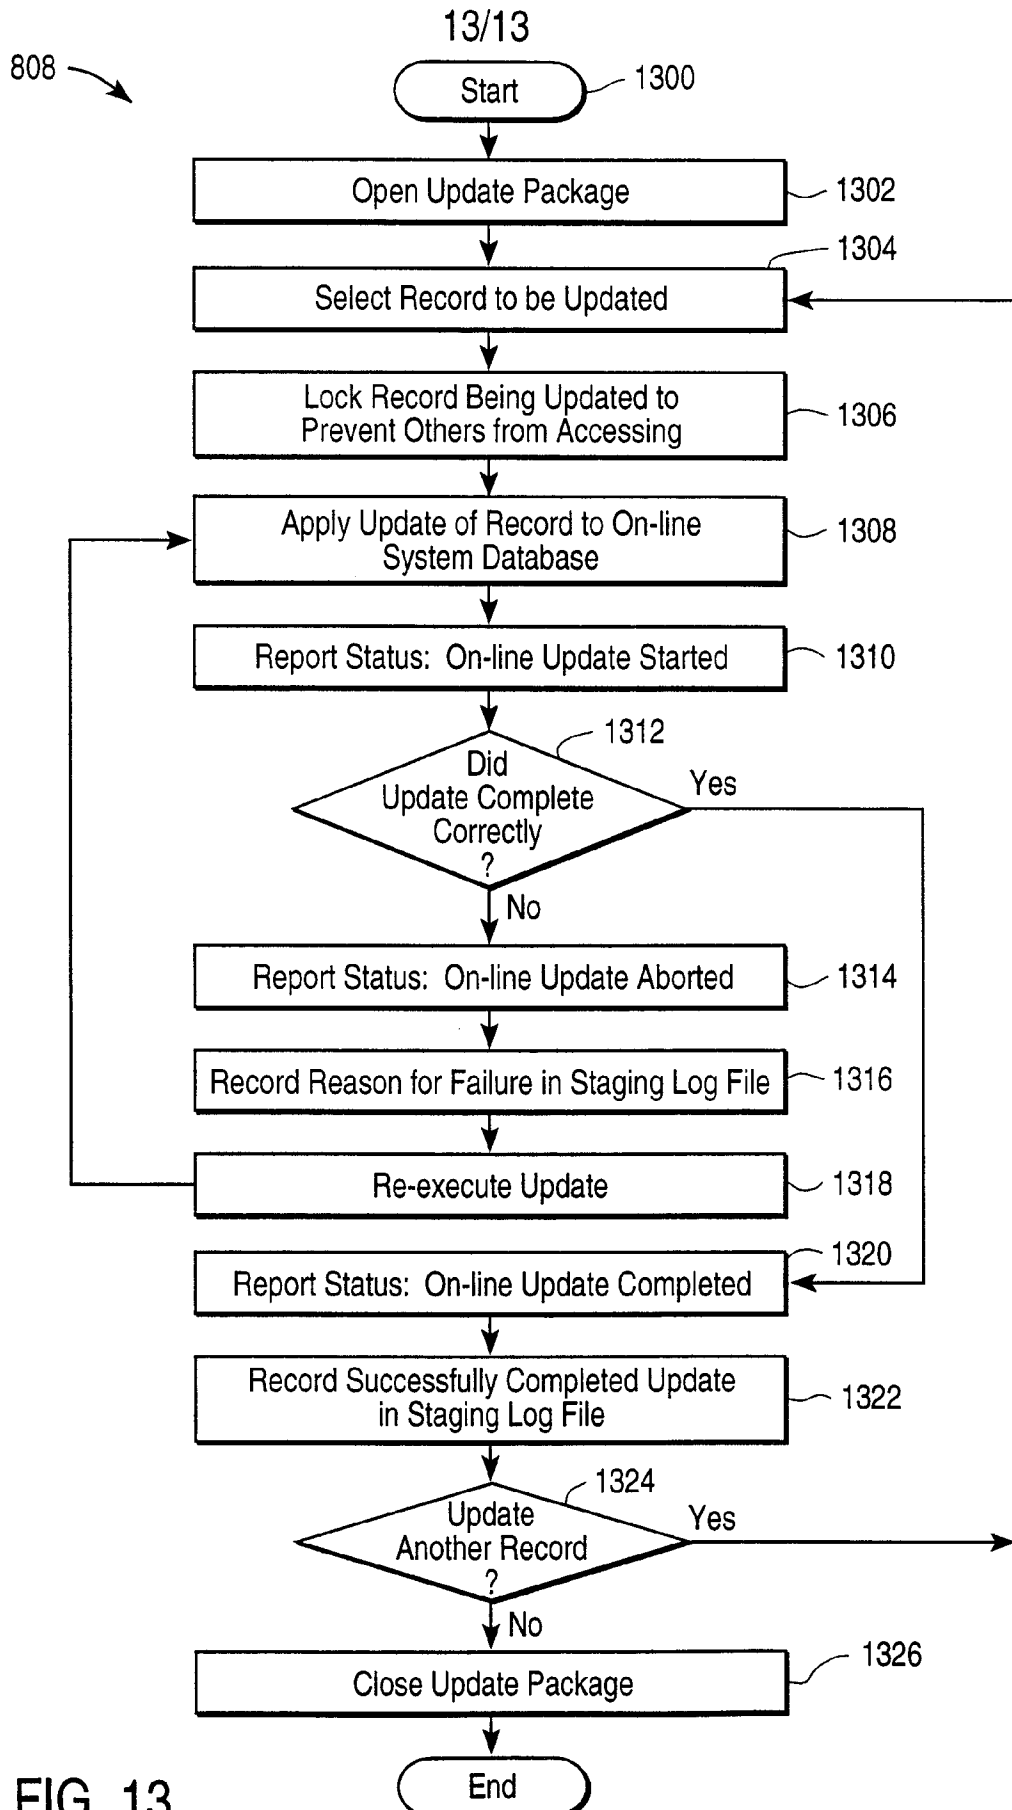 13/13
808
Start
1300
Open Update Package
1302
1304
Select Record to be Updated
Lock Record Being Updated to
Prevent Others from Accessing
1306
Apply Update of Record to On-line
System Database
1308
Report Status: On-line Update Started
1310
1312
Did
Update Complete
Correctly
?
Yes
No
Report Status: On-line Update Aborted
1314
Record Reason for Failure in Staging Log File
1316
Re-execute Update
1318
1320
Report Status: On-line Update Completed
Record Successfully Completed Update
in Staging Log File
1322
1324
Update
Another Record
?
Yes
No
1326
Close Update Package
End
FIG. 13